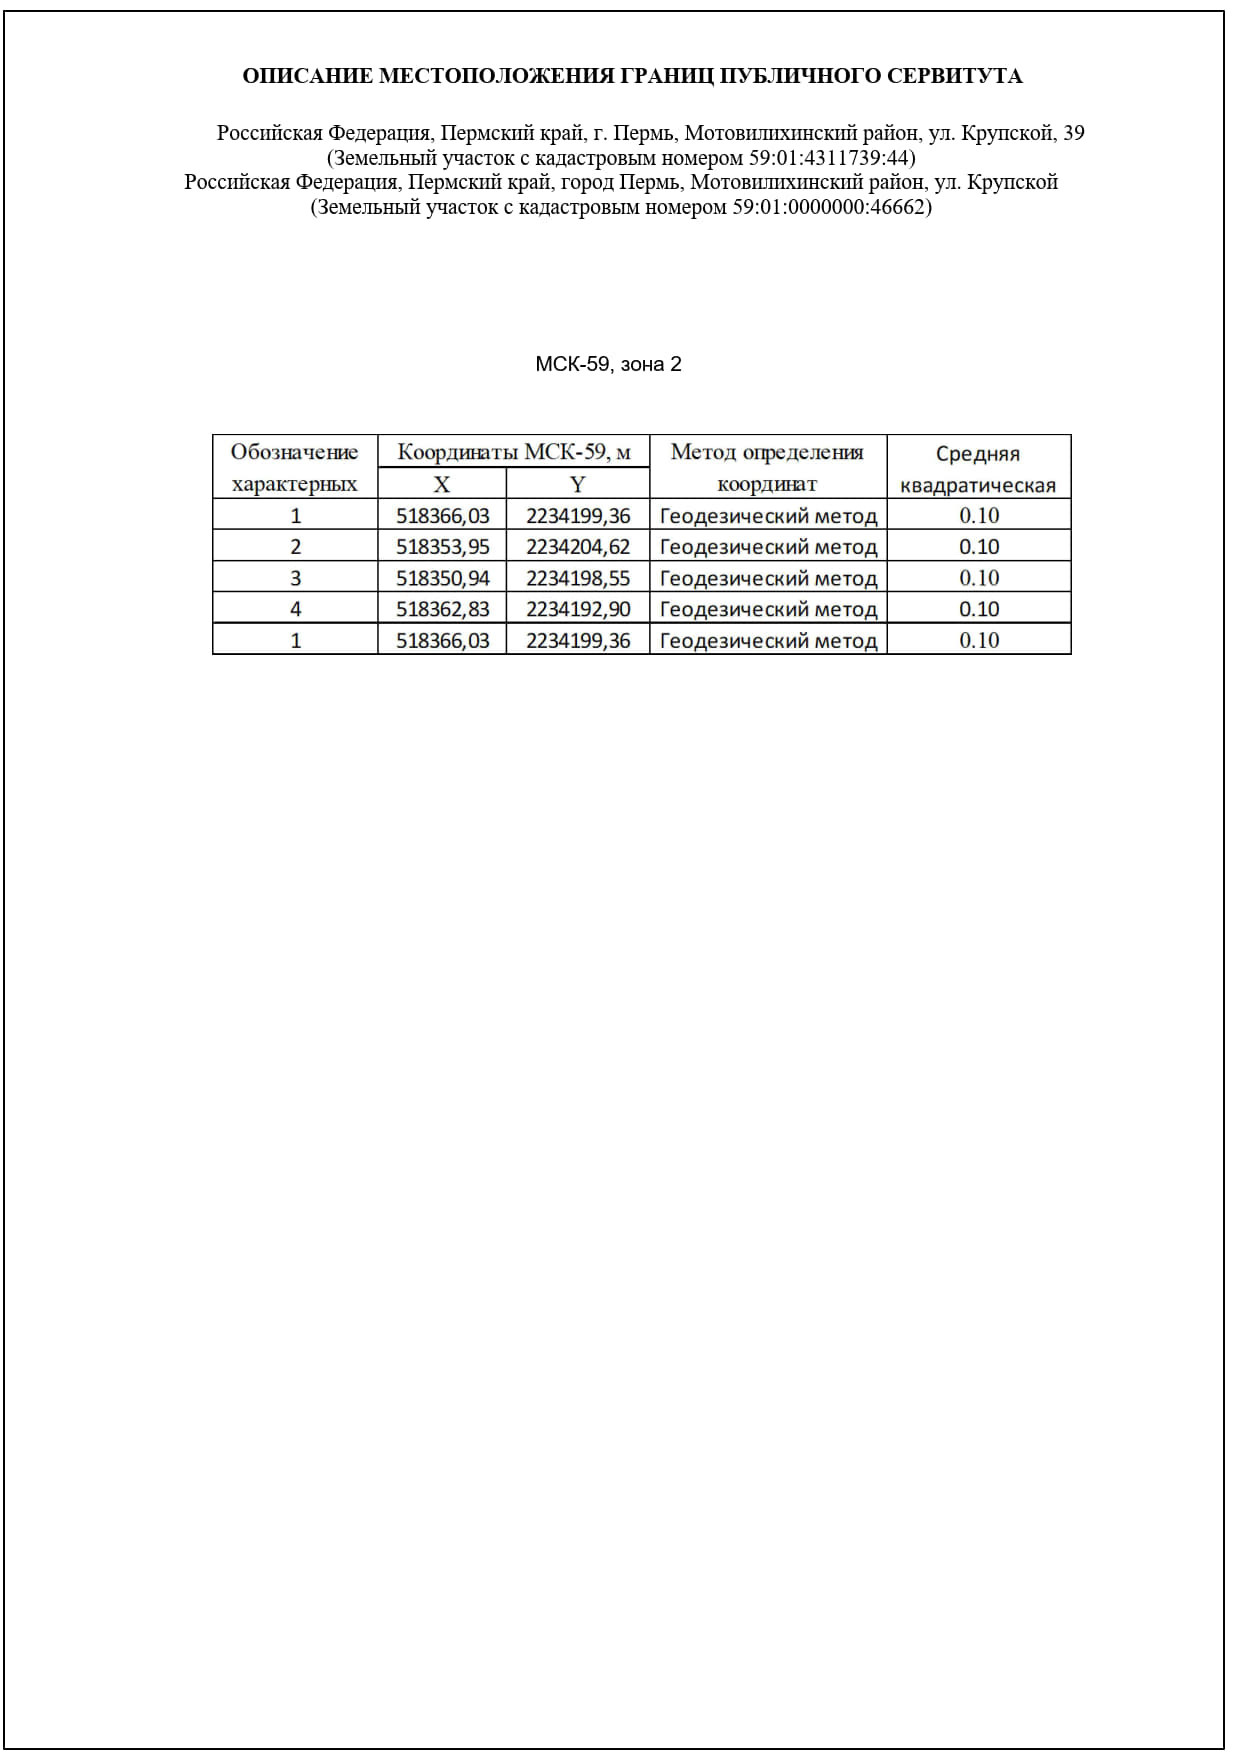 ОПИСАНИЕ МЕСТОПОЛОЖЕНИЯ ГРАНИЦ ПУБЛИЧНОГО СЕРВИТУТА
Российская Федерация, Пермский край, г. Пермь, Мотовилихинский район, ул. Крупской, 39
(Земельный участок с кадастровым номером 59:01:4311739:44)
Российская Федерация, Пермский край, город Пермь, Мотовилихинский район, ул. Крупской
(Земельный участок с кадастровым номером 59:01:0000000:46662)
МСК-59, зона 2
Обозначение Координаты МСК-59, м Метод определения Средняя
характерных X Y координат квадратическая
1 518366,03 2234199,36 Геодезический метод 0.10
2 518353,95 2234204,62 Геодезический метод 0.10
3 518350,94 2234198,55 Геодезический метод 0.10
4 518362,83 2234192,90 Геодезический метод 0.10
1 518366,03 2234199,36 Геодезический метод 0.10